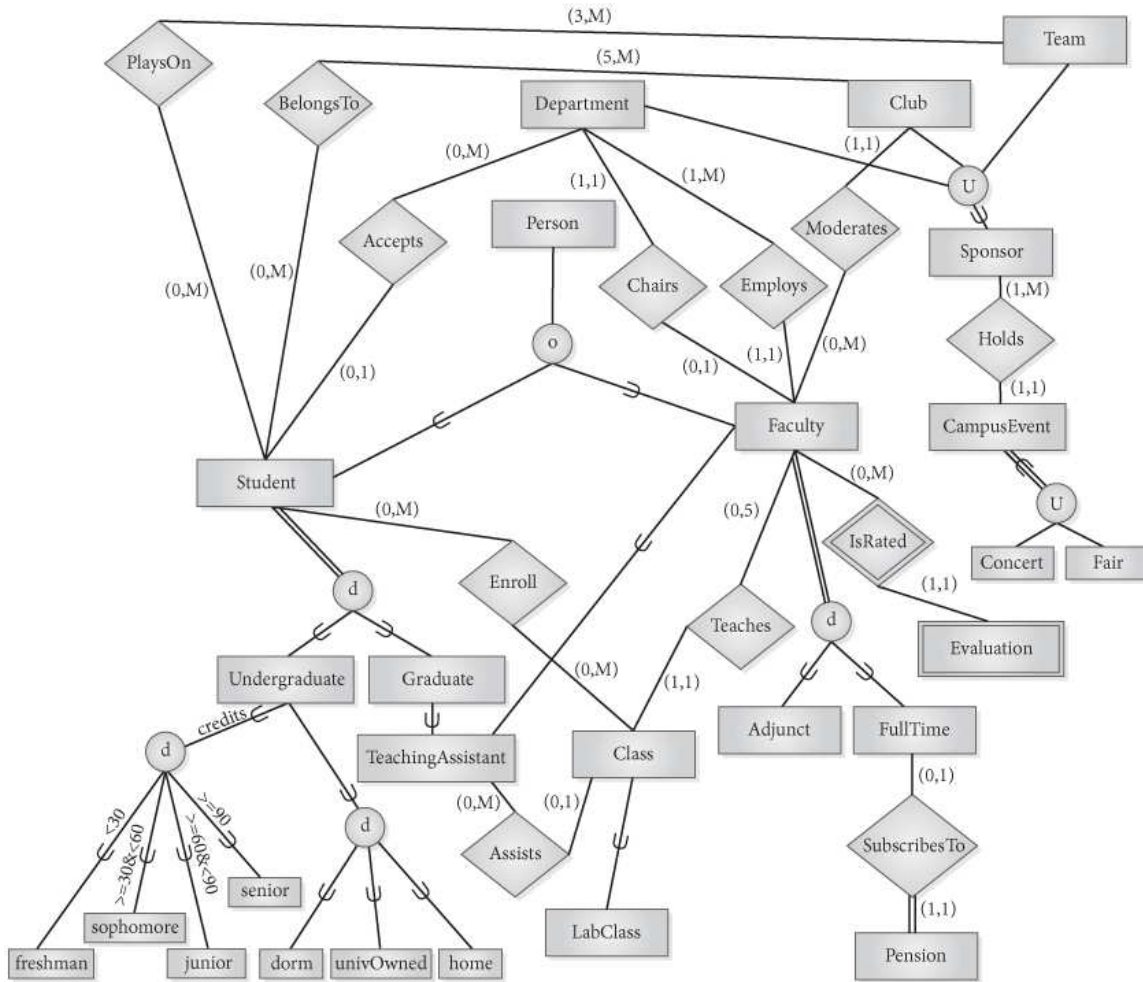 (3,M)
Team
PlaysOn
(5,M)
BelongsTo
Department
Club
(0,M)
(1,1)
(1,M)
(1,1)
U
Person
Accepts
Moderates
Sponsor
Chairs
Employs
(0,M)
(0,M)
(1,M)
Holds
o
(0,1)
(0,1)
(1,1)
(0,M)
(1,1)
Faculty
CampusEvent
Student
(0,M)
(0,M)
(0,5)
U
IsRated
Concert
Fair
Enroll
d
(1,1)
Teaches
d
Evaluation
Undergraduate
Graduate
(0,M)
(1,1)
credits
Adjunct
FullTime
d
TeachingAssistant
Class
(0,1)
(0,M)
(0,1)
<30
>=30&<60
>=60&<90
>=90
d
Assists
SubscribesTo
senior
sophomore
LabClass
(1,1)
freshman
junior
dorm
univOwned
home
Pension